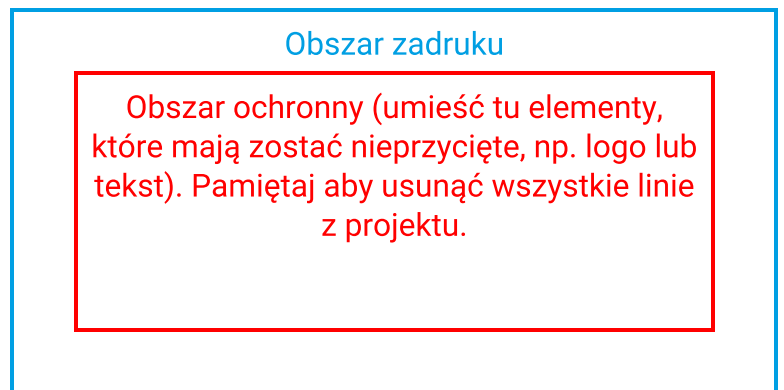 Obszar zadruku
Obszar ochronny (umieść tu elementy,
które mają zostać nieprzycięte, np. logo lub
tekst). Pamiętaj aby usunąć wszystkie linie
z projektu.